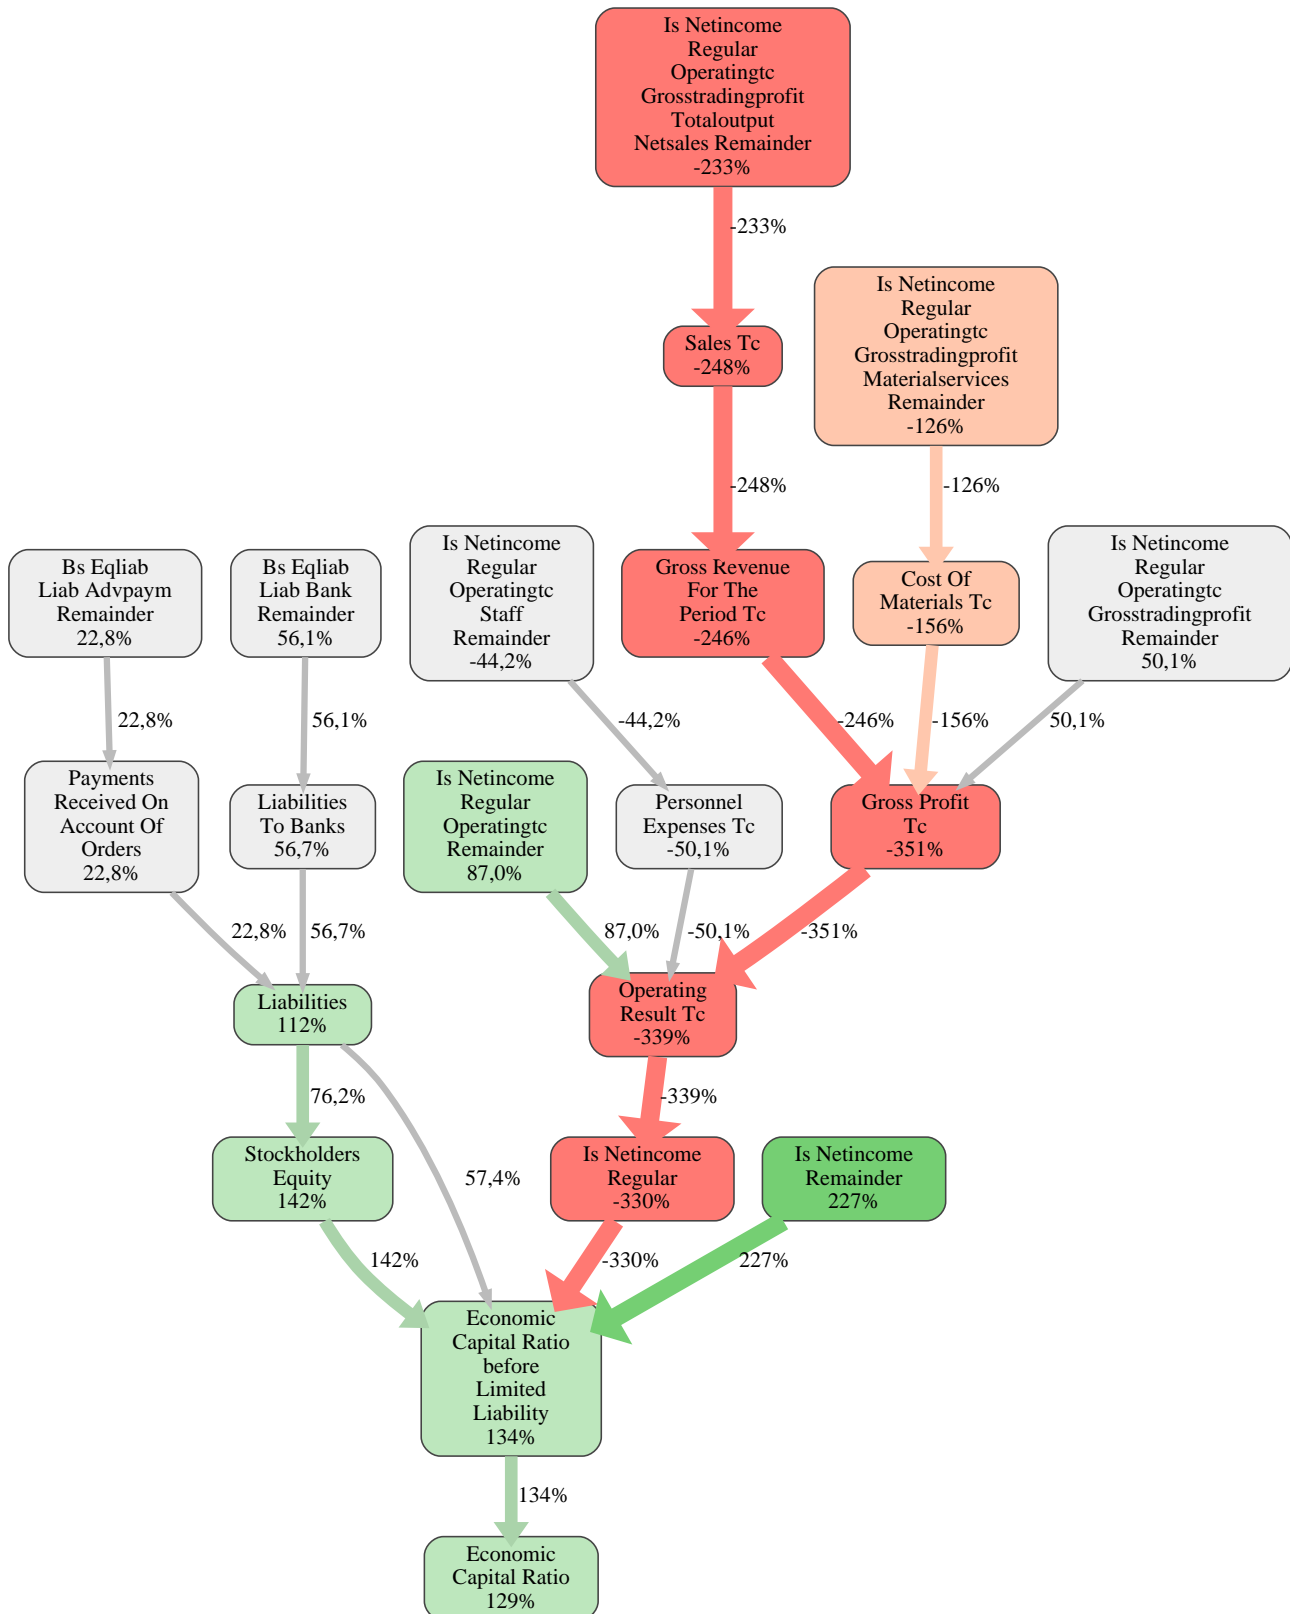 Is Netincome
Regular
Operatingtc
Grosstradingprofit
Totaloutput
Netsales Remainder
-233%
-233%
Is Netincome
Regular
Operatingtc
Grosstradingprofit
Materialservices
Remainder
-126%
Sales Tc
-248%
-248%
-126%
Bs Eqliab
Liab Advpaym
Remainder
22,8%
Bs Eqliab
Liab Bank
Remainder
56,1%
Is Netincome
Regular
Operatingtc
Staff
Remainder
-44,2%
Gross Revenue
For The
Period Tc
-246%
Cost Of
Materials Tc
-156%
Is Netincome
Regular
Operatingtc
Grosstradingprofit
Remainder
50,1%
22,8%
56,1%
-44,2%
-246%
-156%
50,1%
Payments
Received On
Account Of
Orders
22,8%
Liabilities
To Banks
56,7%
Is Netincome
Regular
Operatingtc
Remainder
87,0%
Personnel
Expenses Tc
-50,1%
Gross Profit
Tc
-351%
22,8%
56,7%
87,0%
-50,1%
-351%
Liabilities
112%
Operating
Result Tc
-339%
76,2%
-339%
Stockholders
Equity
142%
57,4%
Is Netincome
Regular
-330%
Is Netincome
Remainder
227%
142%
-330%
227%
Economic
Capital Ratio
before
Limited
Liability
134%
134%
Economic
Capital Ratio
129%